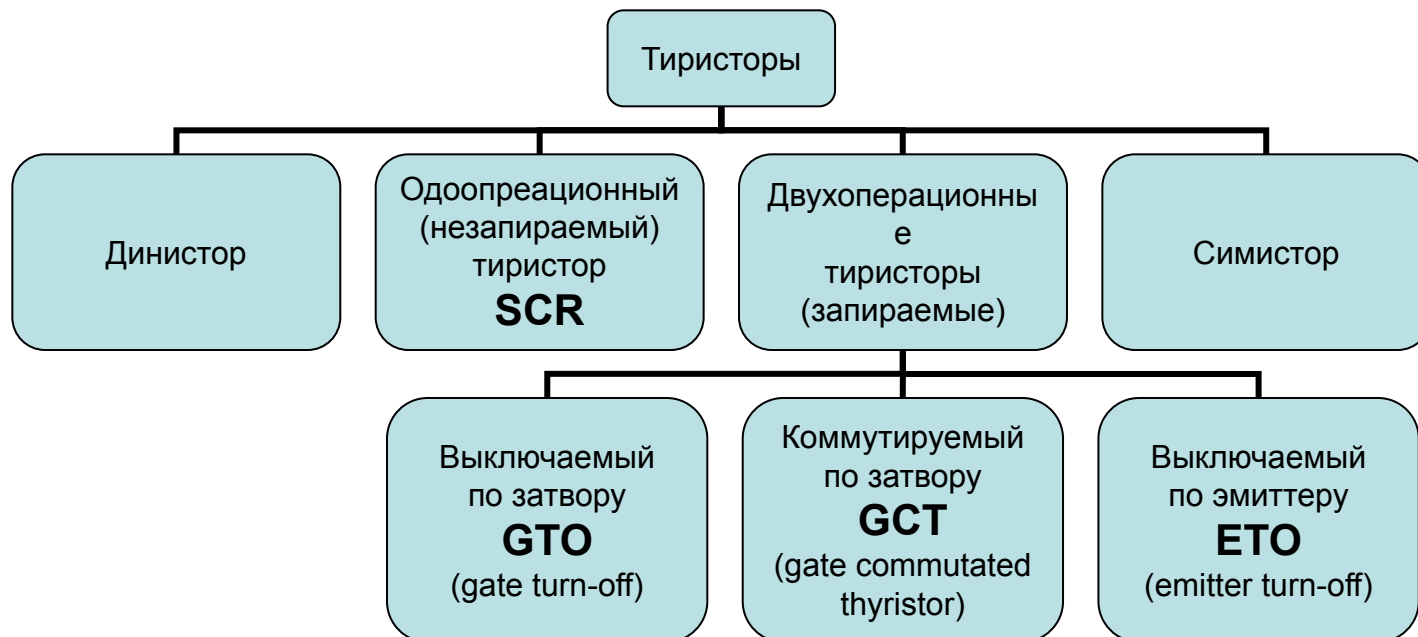 Тиристоры
Динистор
Одоопреационный
(незапираемый)
тиристор
SCR
Двухоперационны
е
тиристоры
(запираемые)
Симистор
Выключаемый
по затвору
GTO
(gate turn-off)
Коммутируемый
по затвору
GCT
(gate commutated
thyristor)
Выключаемый
по эмиттеру
ETO
(emitter turn-off)